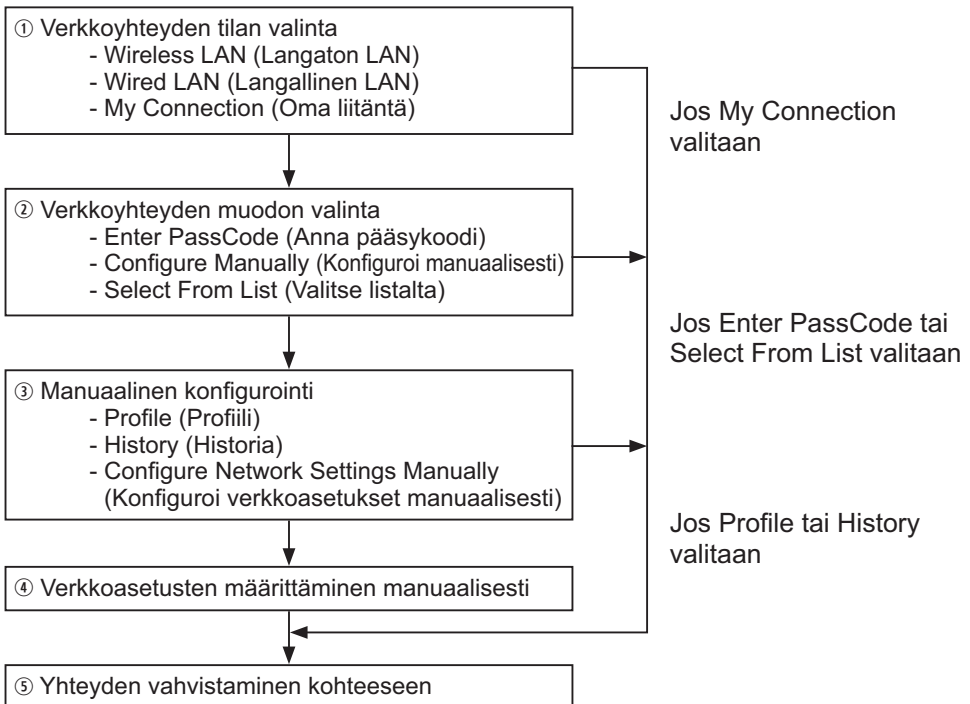 ① Verkkoyhteyden tilan valinta
- Wireless LAN (Langaton LAN)
- Wired LAN (Langallinen LAN)
- My Connection (Oma liitäntä)
Jos My Connection
valitaan
② Verkkoyhteyden muodon valinta
- Enter PassCode (Anna pääsykoodi)
- Configure Manually (Konfiguroi manuaalisesti)
- Select From List (Valitse listalta)
Jos Enter PassCode tai
Select From List valitaan
③ Manuaalinen konfigurointi
- Profile (Profiili)
- History (Historia)
- Configure Network Settings Manually
(Konfiguroi verkkoasetukset manuaalisesti)
Jos Profile tai History
valitaan
④ Verkkoasetusten määrittäminen manuaalisesti
⑤ Yhteyden vahvistaminen kohteeseen